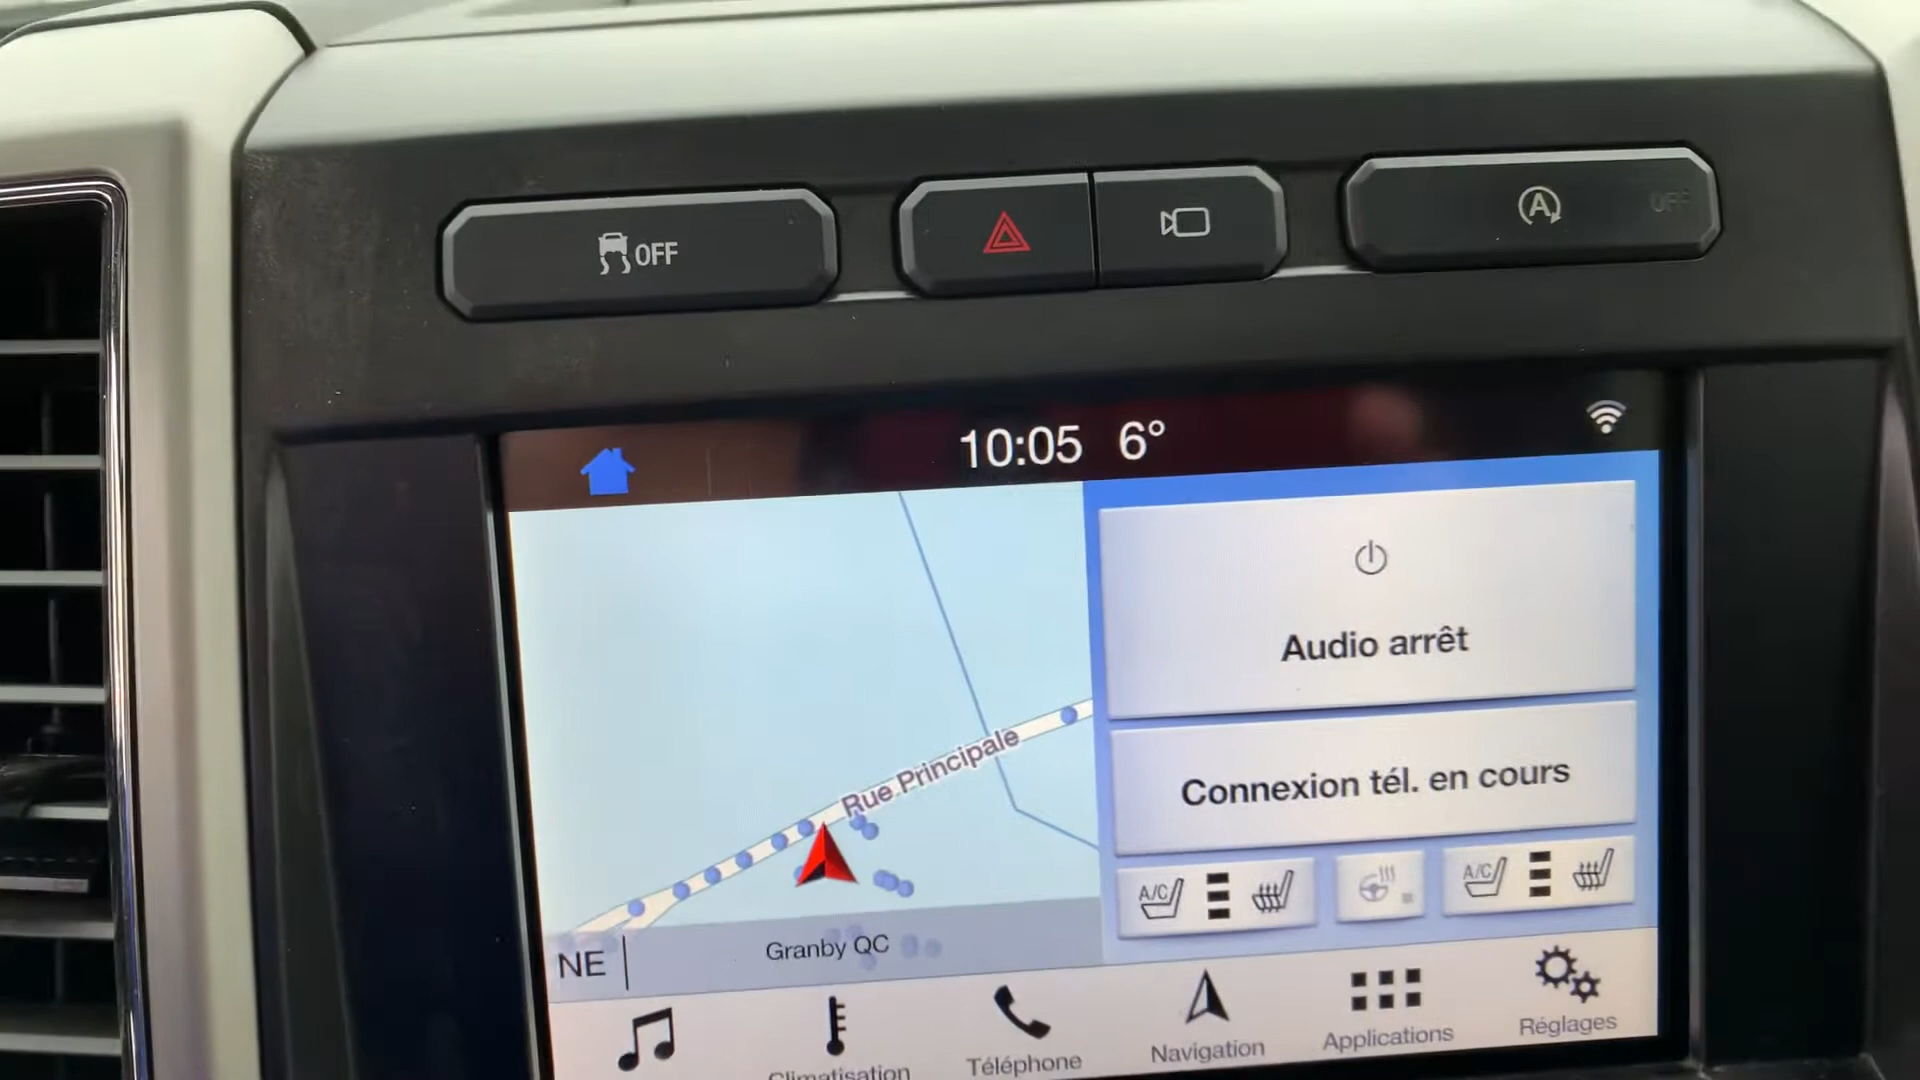 OFF
A OFF
10:05 6°
Audio arrêt
Rue Principale
Connexion tél. en cours
A/C
A/C
NE
Granby QC
Climatisation
Téléphone
Navigation
Applications
Réglages